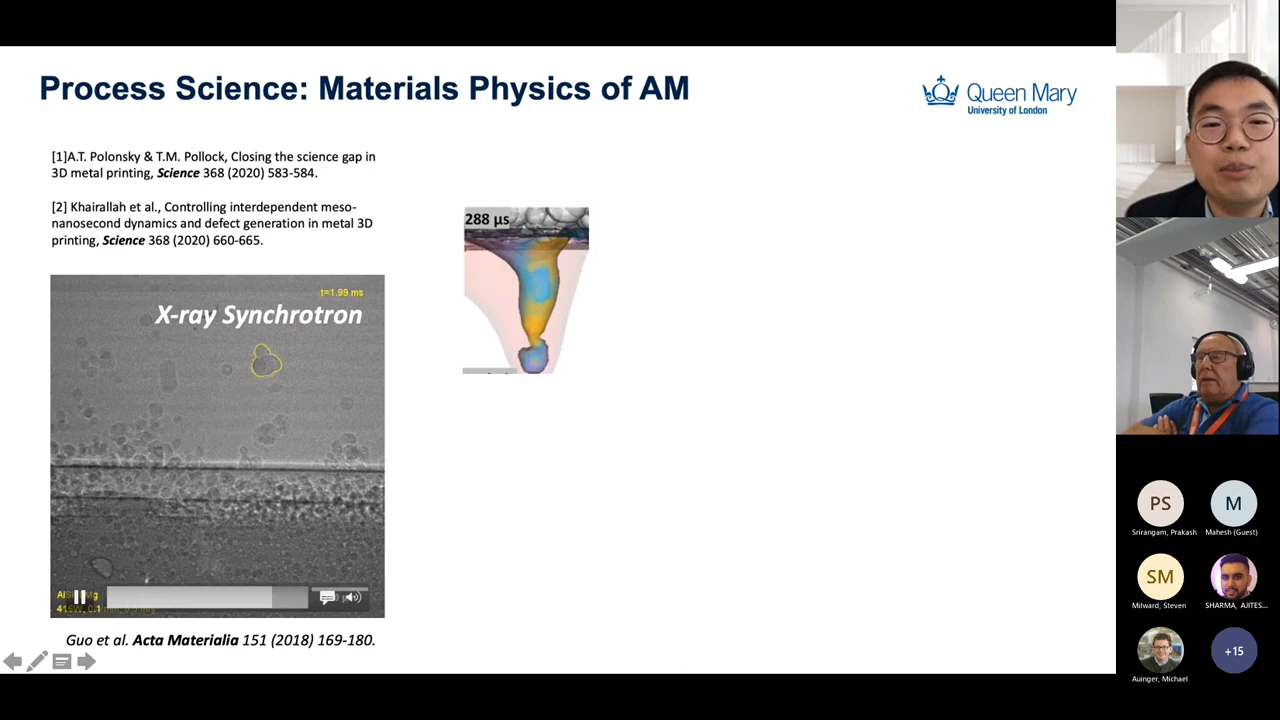 Process Science: Materials Physics of AM
Queen Mary
University of London
[1]A.T. Polonsky & T.M. Pollock, Closing the science gap in
3D metal printing, Science 368 (2020) 583-584.
[2] Khairallah et al., Controlling interdependent meso-
nanosecond dynamics and defect generation in metal 3D
printing, Science 368 (2020) 660-665.
288 µs
t=1.99 ms
X-ray Synchrotron
416W, 0.1
Guo et al. Acta Materialia 151 (2018) 169-180.
PS
M
Srirangam, Prakash
Mahesh (Guest)
SM
Milward, Steven
SHARMA, AJITES...
Auinger, Michael
+15